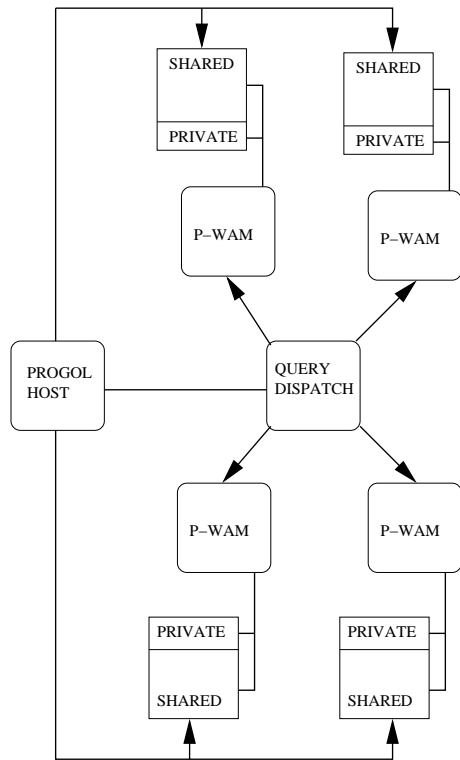 SHARED
SHARED
PRIVATE
PRIVATE
P–WAM
P–WAM
PROGOL
HOST
QUERY
DISPATCH
P–WAM
P–WAM
PRIVATE
PRIVATE
SHARED
SHARED